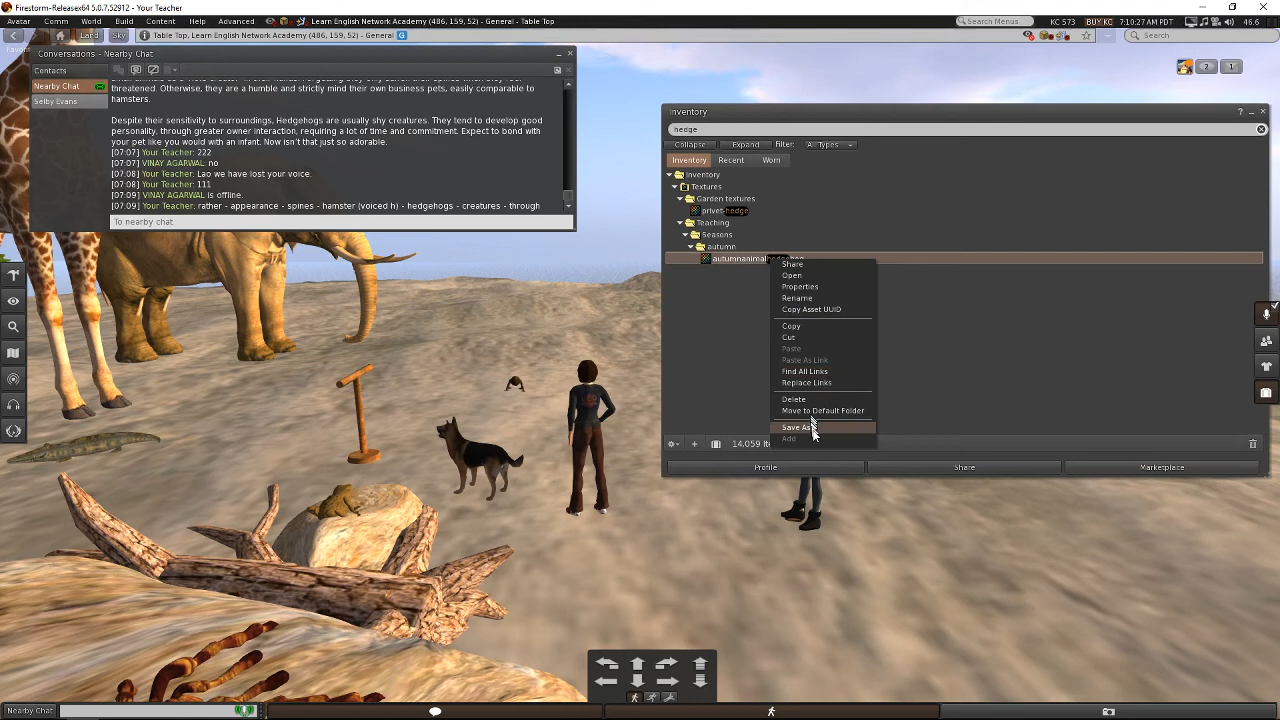 Firestorm-Releasex64 5.0.7.52912 - Your Teacher
Avatar Comm World Build Content Help Advanced Learn English Network Academy (486, 159, 52) - General - Table Top Search Menus KC 573 BUY KC 7:10:27 AM PDT 46.6
Land Sky Table Top, Learn English Network Academy (486, 159, 52) - General G Search
Conversations - Nearby Chat
Contacts
Nearby Chat
Selby Evans
threatened. Otherwise, they are a humble and strictly mind their own business pets, easily comparable to
hamsters.
Despite their sensitivity to surroundings, Hedgehogs are usually shy creatures. They tend to develop good
personality, through greater owner interaction, requiring a lot of time and commitment. Expect to bond with
your pet like you would with an infant. Now isn't that just so adorable.
[07:07] Your Teacher: 222
[07:07] VINAY AGARWAL: no
[07:08] Your Teacher: Lao we have lost your voice.
[07:08] Your Teacher: 111
[07:09] VINAY AGARWAL is offline.
[07:09] Your Teacher: rather - appearance - spines - hamster (voiced h) - hedgehogs - creatures - through
To nearby chat
2 1
Inventory
hedge
Collapse Expand Filter: All Types
Inventory Recent Worn
Inventory
Textures
Garden textures
privet-hedge
Teaching
Seasons
autumn
autumnanimal
Share
Open
Properties
Rename
Copy Asset UUID
Copy
Cut
Paste
Paste As Link
Find All Links
Replace Links
Delete
Move to Default Folder
Save As
Add
14,059
Profile Share Marketplace
Nearby Chat